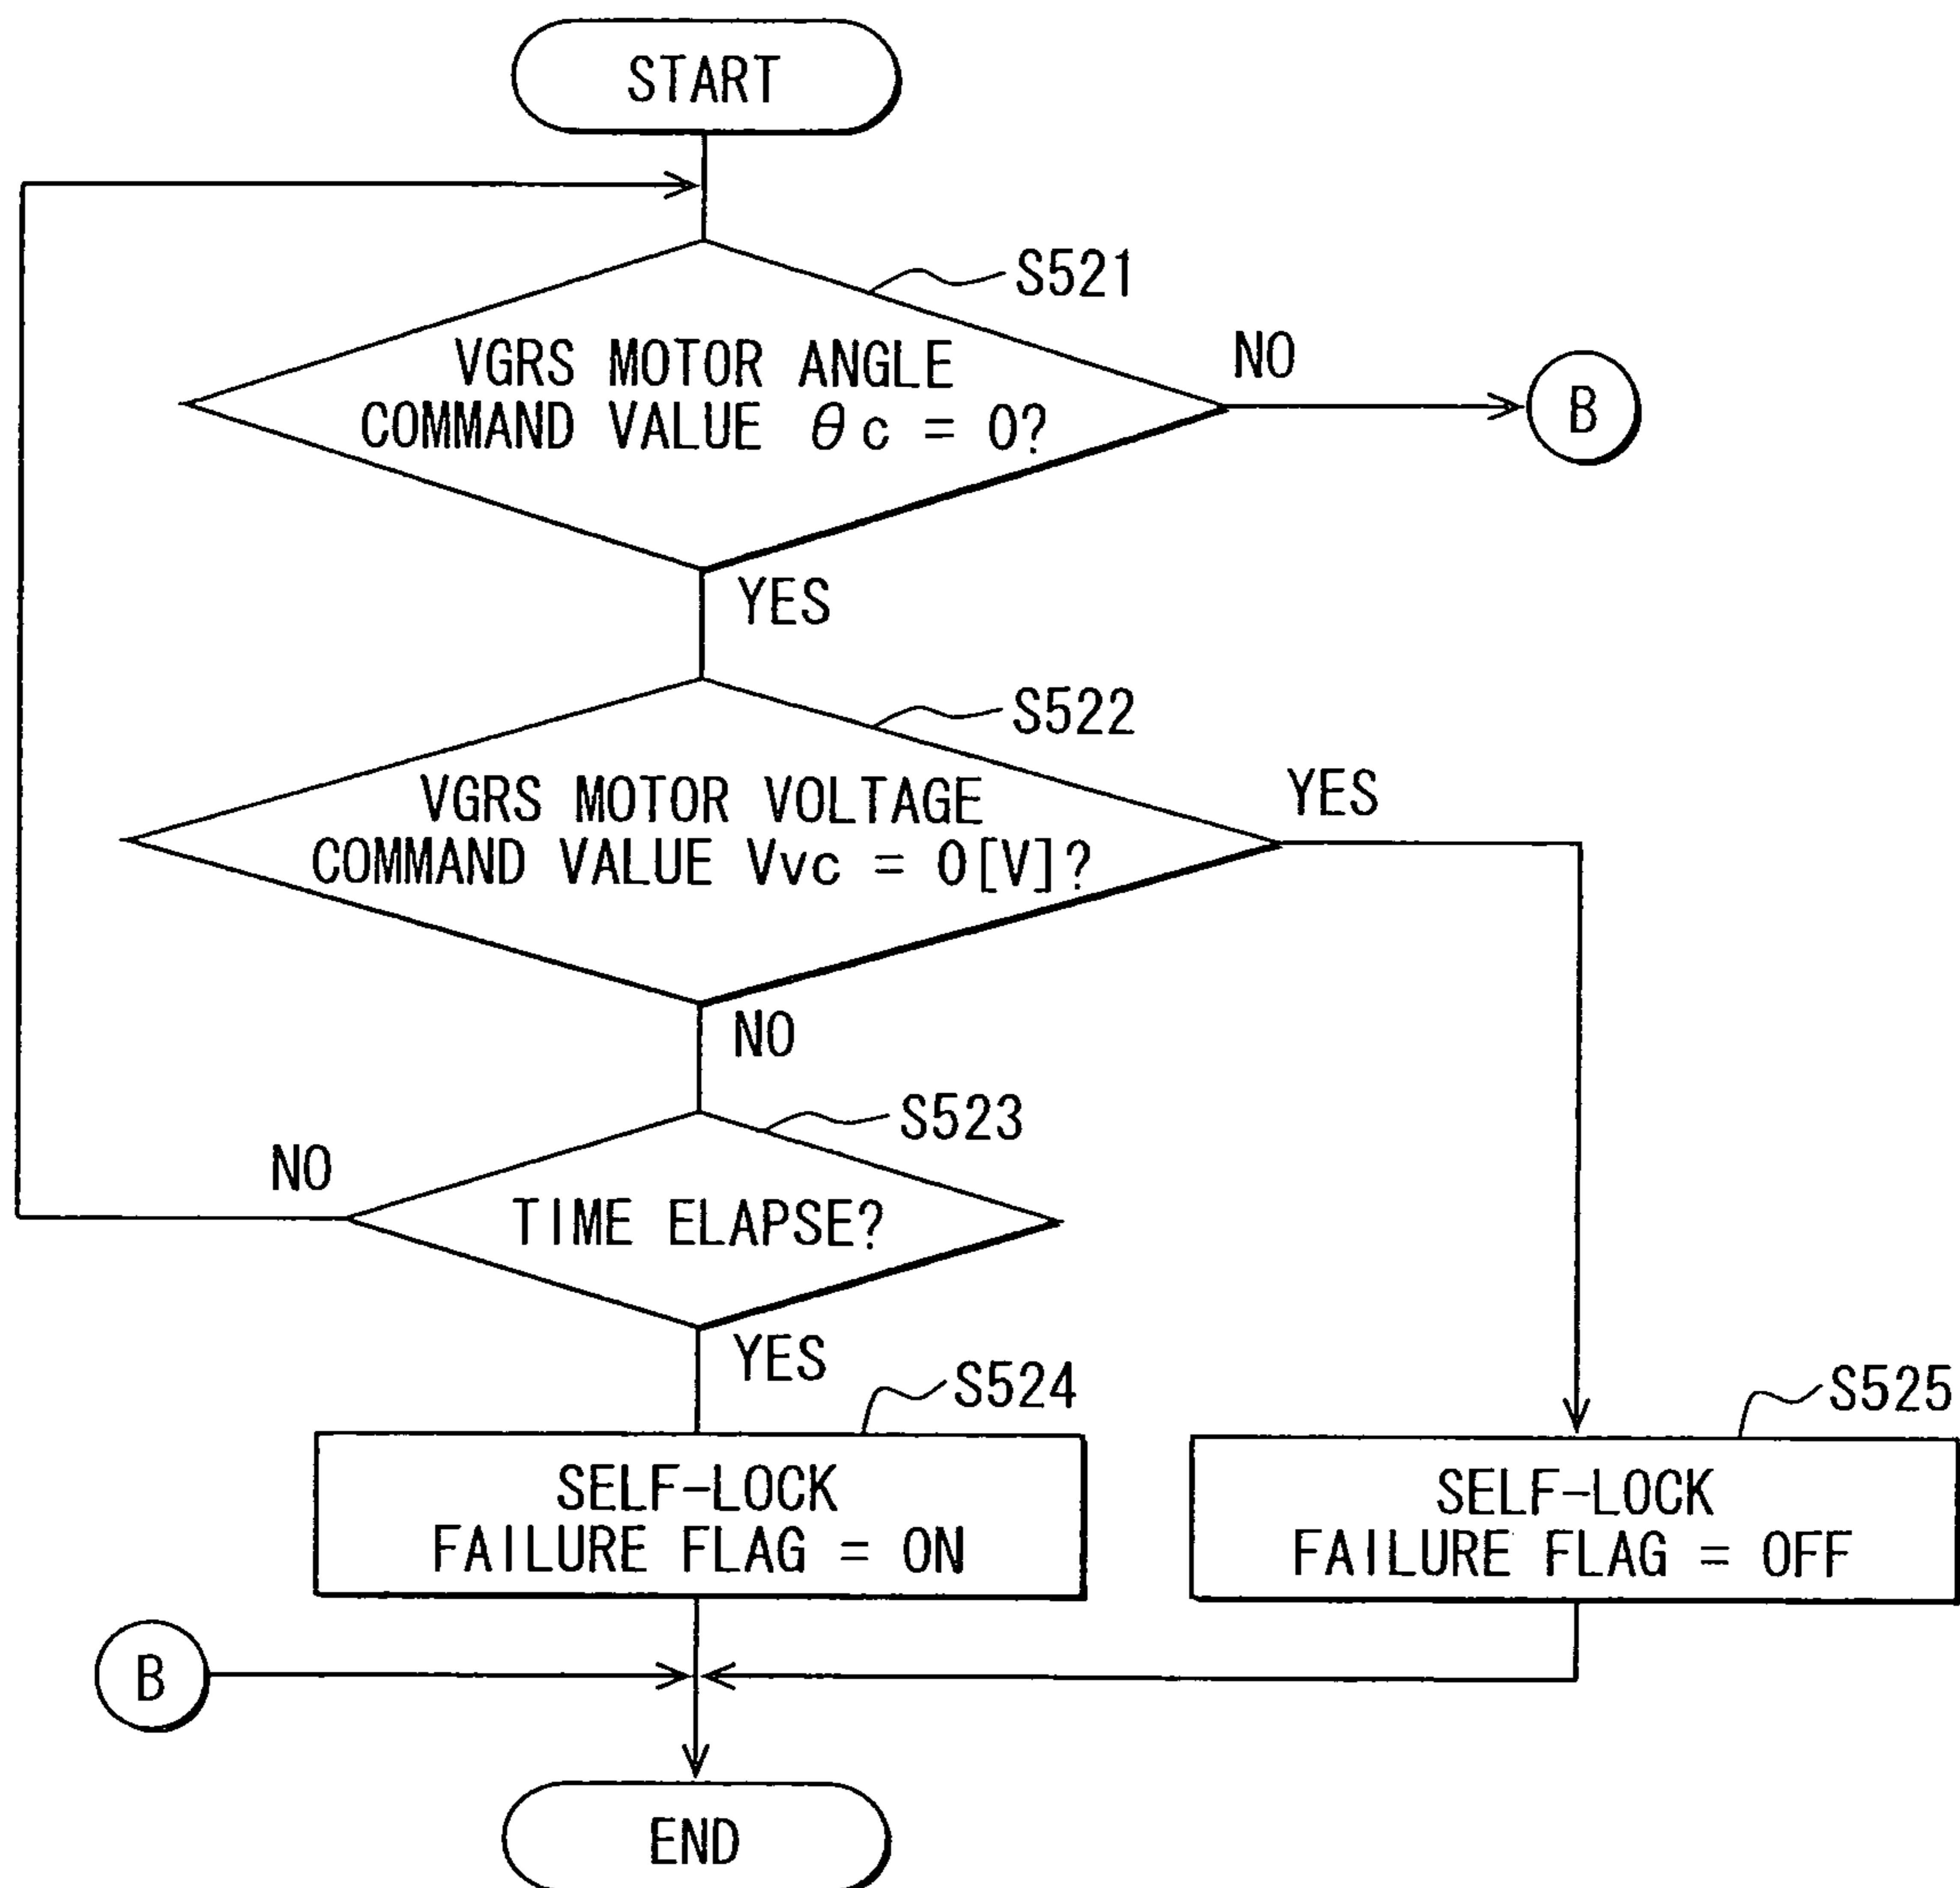 START
S521
VGRS MOTOR ANGLE
COMMAND VALUE θc = 0?
NO
B
YES
S522
VGRS MOTOR VOLTAGE
COMMAND VALUE Vvc = 0[V]?
YES
NO
S523
NO
TIME ELAPSE?
YES
S524
SELF-LOCK
FAILURE FLAG = ON
S525
SELF-LOCK
FAILURE FLAG = OFF
B
END